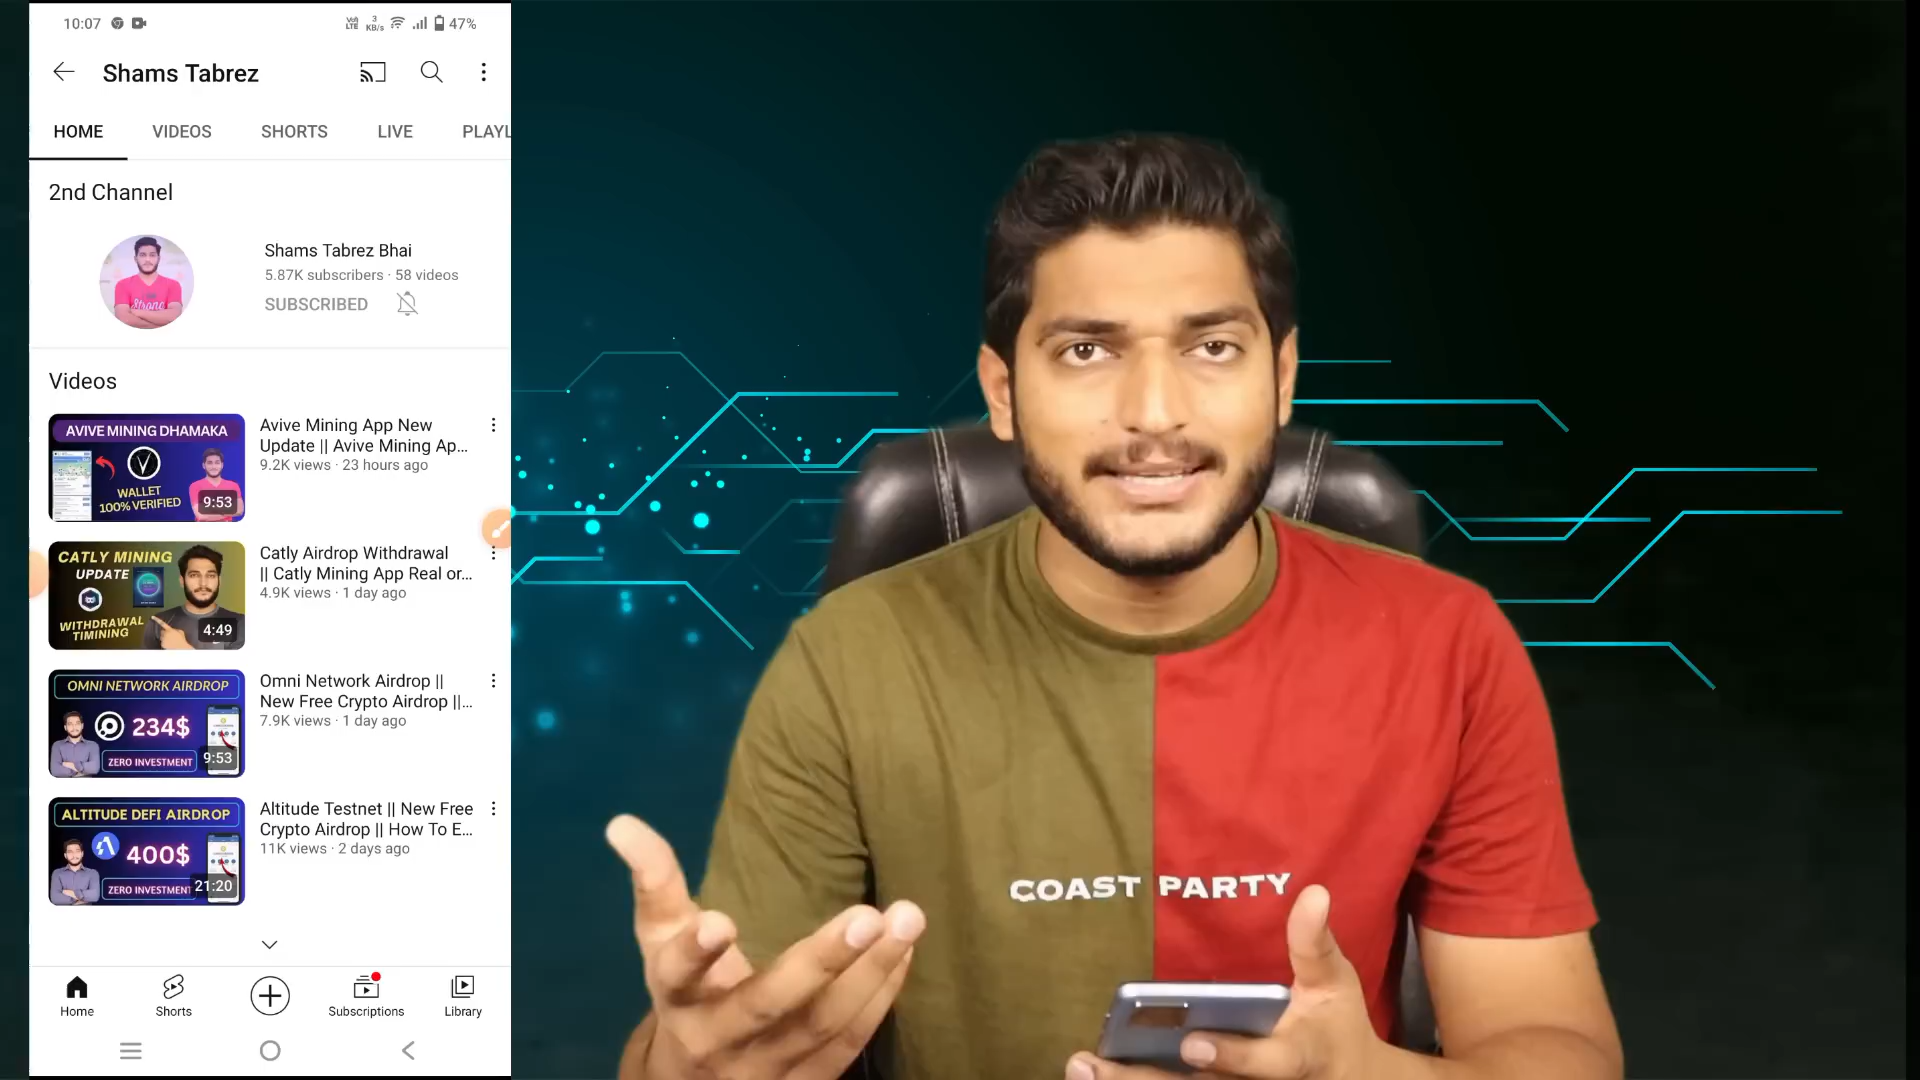 10:07
Vo)
LTE
3
KB/s
47%
Shams Tabrez
HOME
VIDEOS
SHORTS
LIVE
PLAYL
2nd Channel
Shams Tabrez Bhai
5.87K subscribers · 58 videos
SUBSCRIBED
Strong
Videos
AVIVE MINING DHAMAKA
WALLET
100% VERIFIED
9:53
Avive Mining App New
Update || Avive Mining Ap...
9.2K views · 23 hours ago
CATLY MINING
UPDATE
WITHDRAWAL
TIMINING
4:49
Catly Airdrop Withdrawal
|| Catly Mining App Real or...
4.9K views · 1 day ago
OMNI NETWORK AIRDROP
234$
ZERO INVESTMENT
9:53
Omni Network Airdrop ||
New Free Crypto Airdrop ||...
7.9K views · 1 day ago
ALTITUDE DEFI AIRDROP
400$
ZERO INVESTMENT
21:20
Altitude Testnet || New Free
Crypto Airdrop || How To E...
11K views · 2 days ago
Home
Shorts
Subscriptions
Library
COAST PARTY